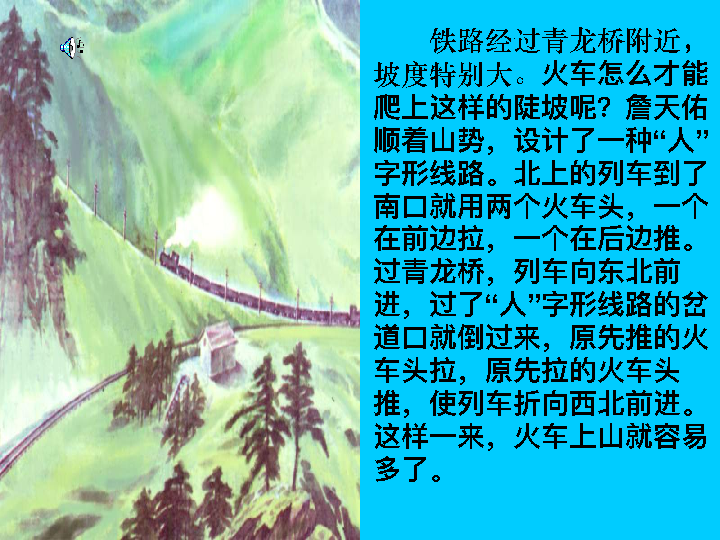 铁路经过青龙桥附近，
坡度特别大。火车怎么才能
爬上这样的陡坡呢？詹天佑
顺着山势，设计了一种“人”
字形线路。北上的列车到了
南口就用两个火车头，一个
在前边拉，一个在后边推。
过青龙桥，列车向东北前
进，过了“人”字形线路的岔
道口就倒过来，原先推的火
车头拉，原先拉的火车头
推，使列车折向西北前进。
这样一来，火车上山就容易
多了。